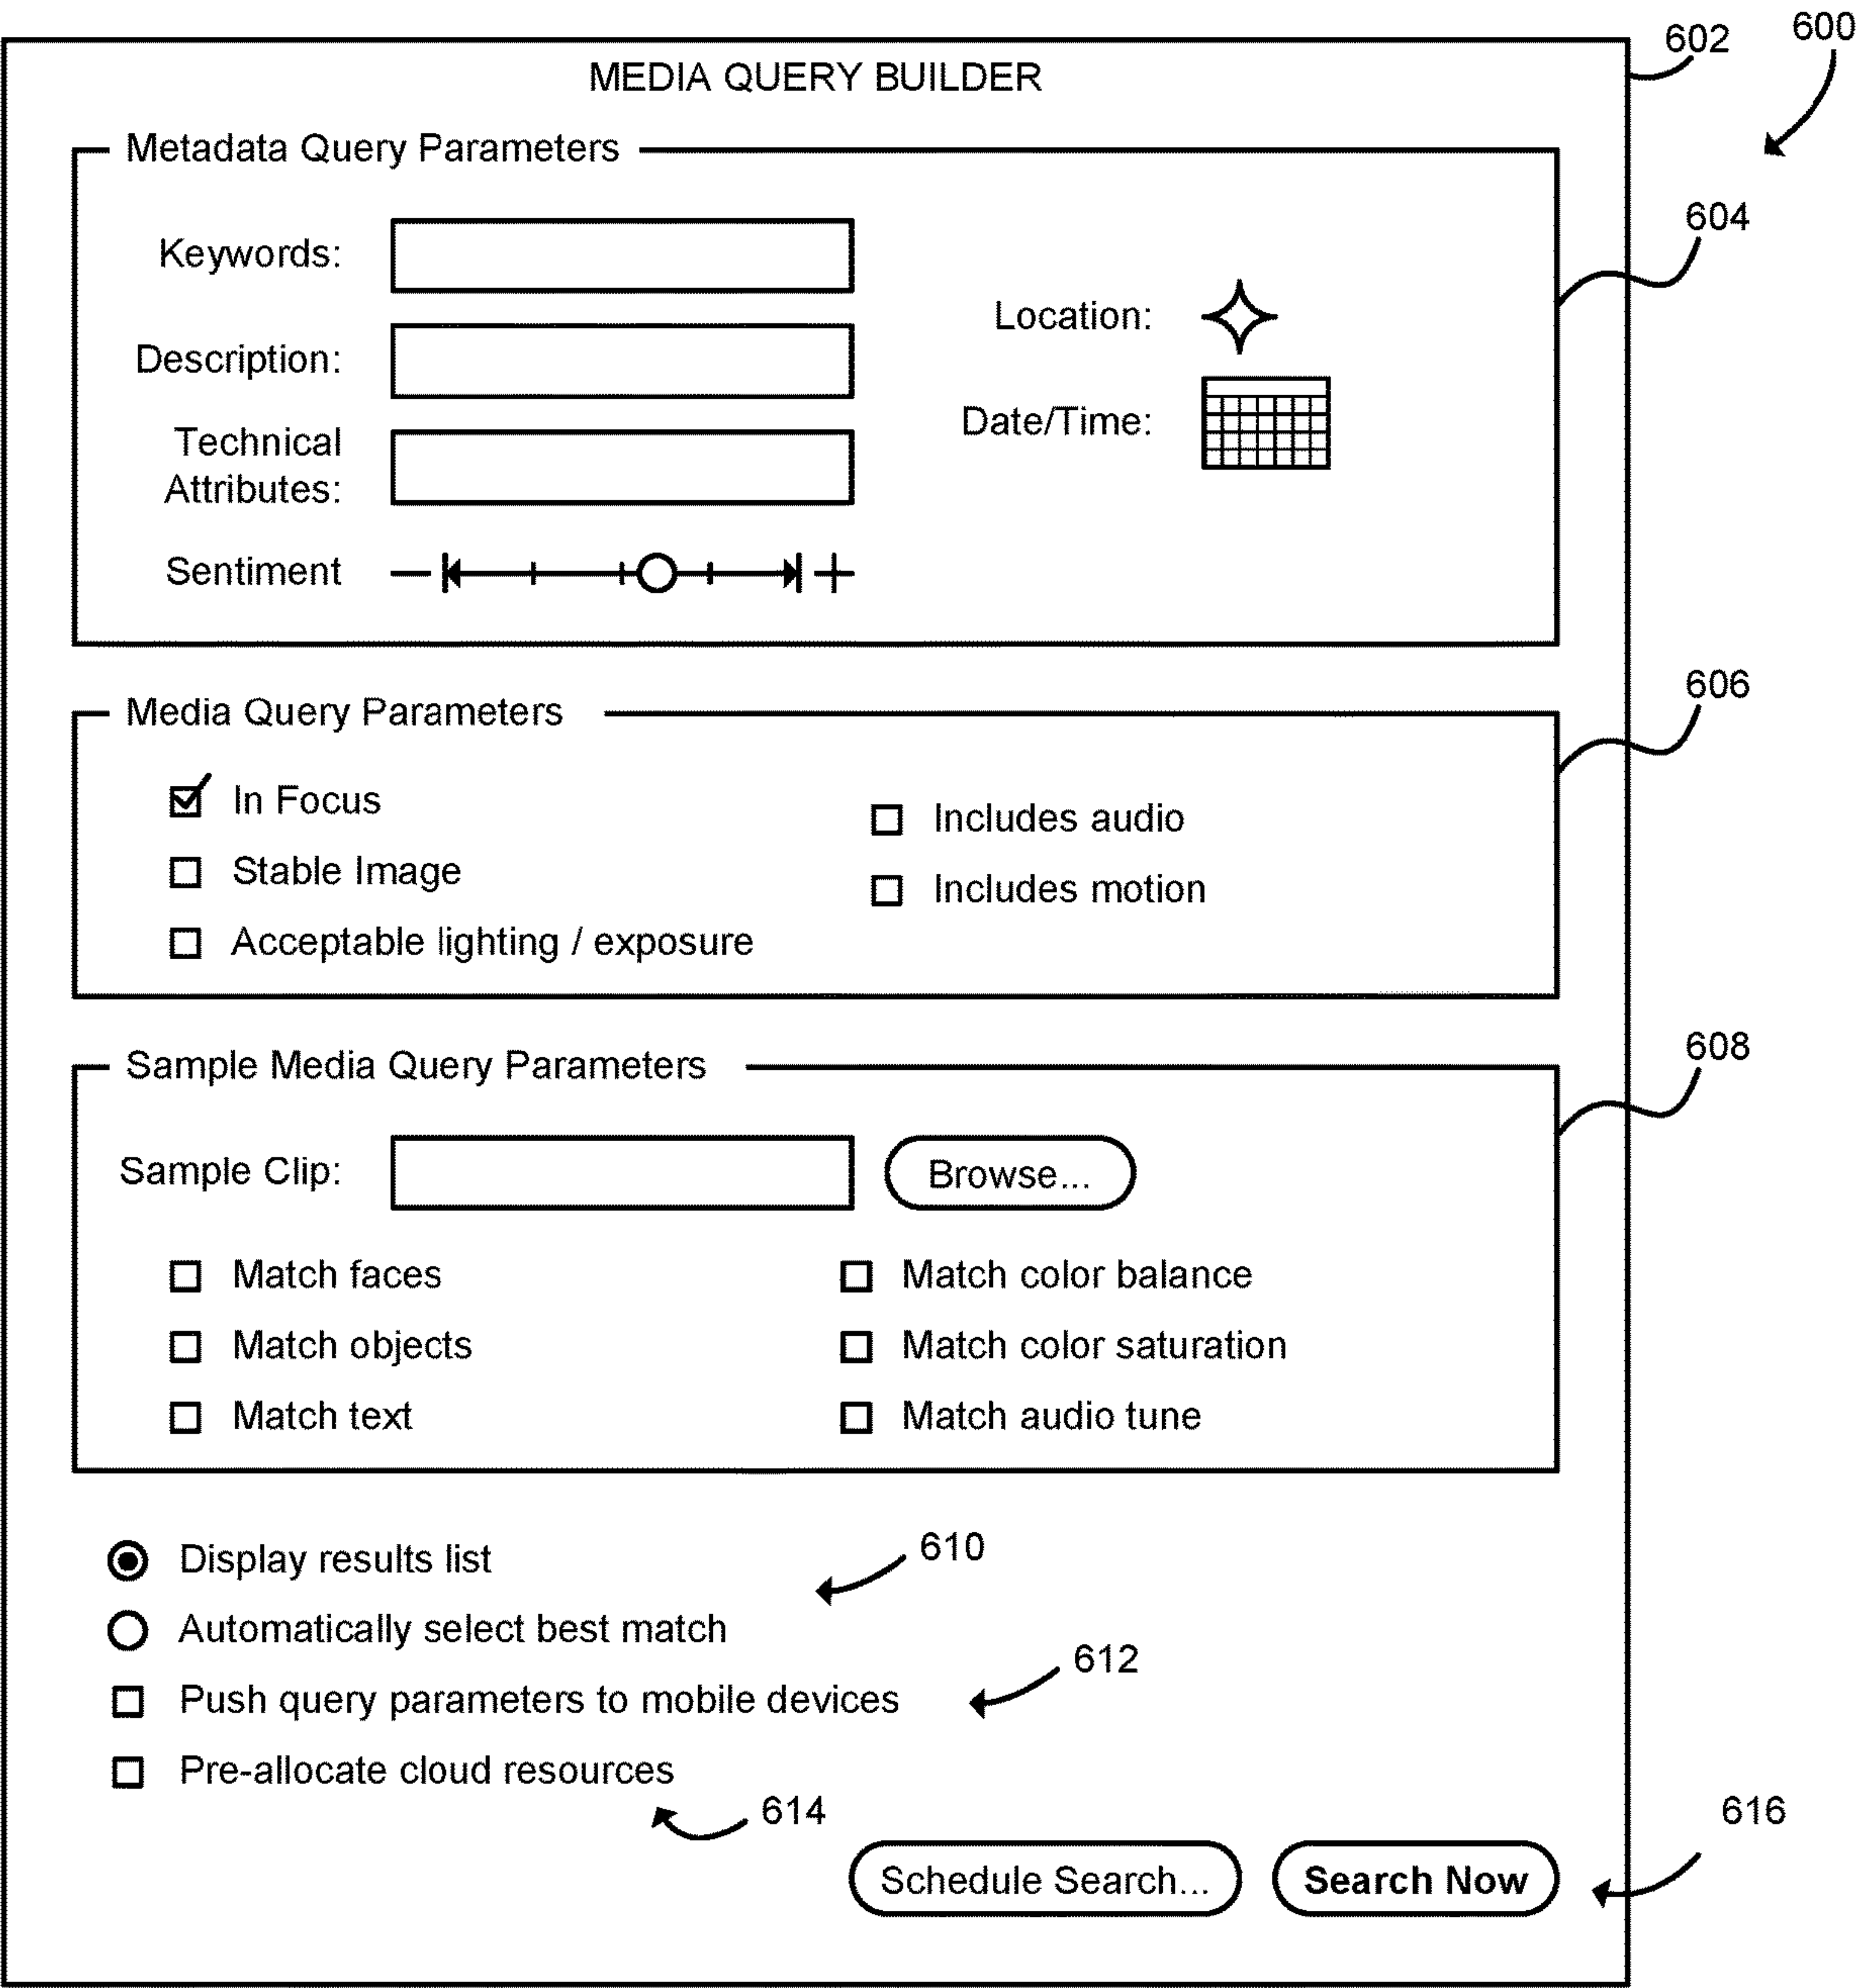 600
602
MEDIA QUERY BUILDER
Metadata Query Parameters
604
Keywords:
Location:
Description:
Date/Time:
Technical
Attributes:
Sentiment
606
Media Query Parameters
In Focus
Includes audio
Stable Image
Includes motion
Acceptable lighting / exposure
608
Sample Media Query Parameters
Sample Clip:
Browse...
Match faces
Match color balance
Match objects
Match color saturation
Match text
Match audio tune
610
Display results list
Automatically select best match
612
Push query parameters to mobile devices
Pre-allocate cloud resources
614
616
Schedule Search...
Search Now